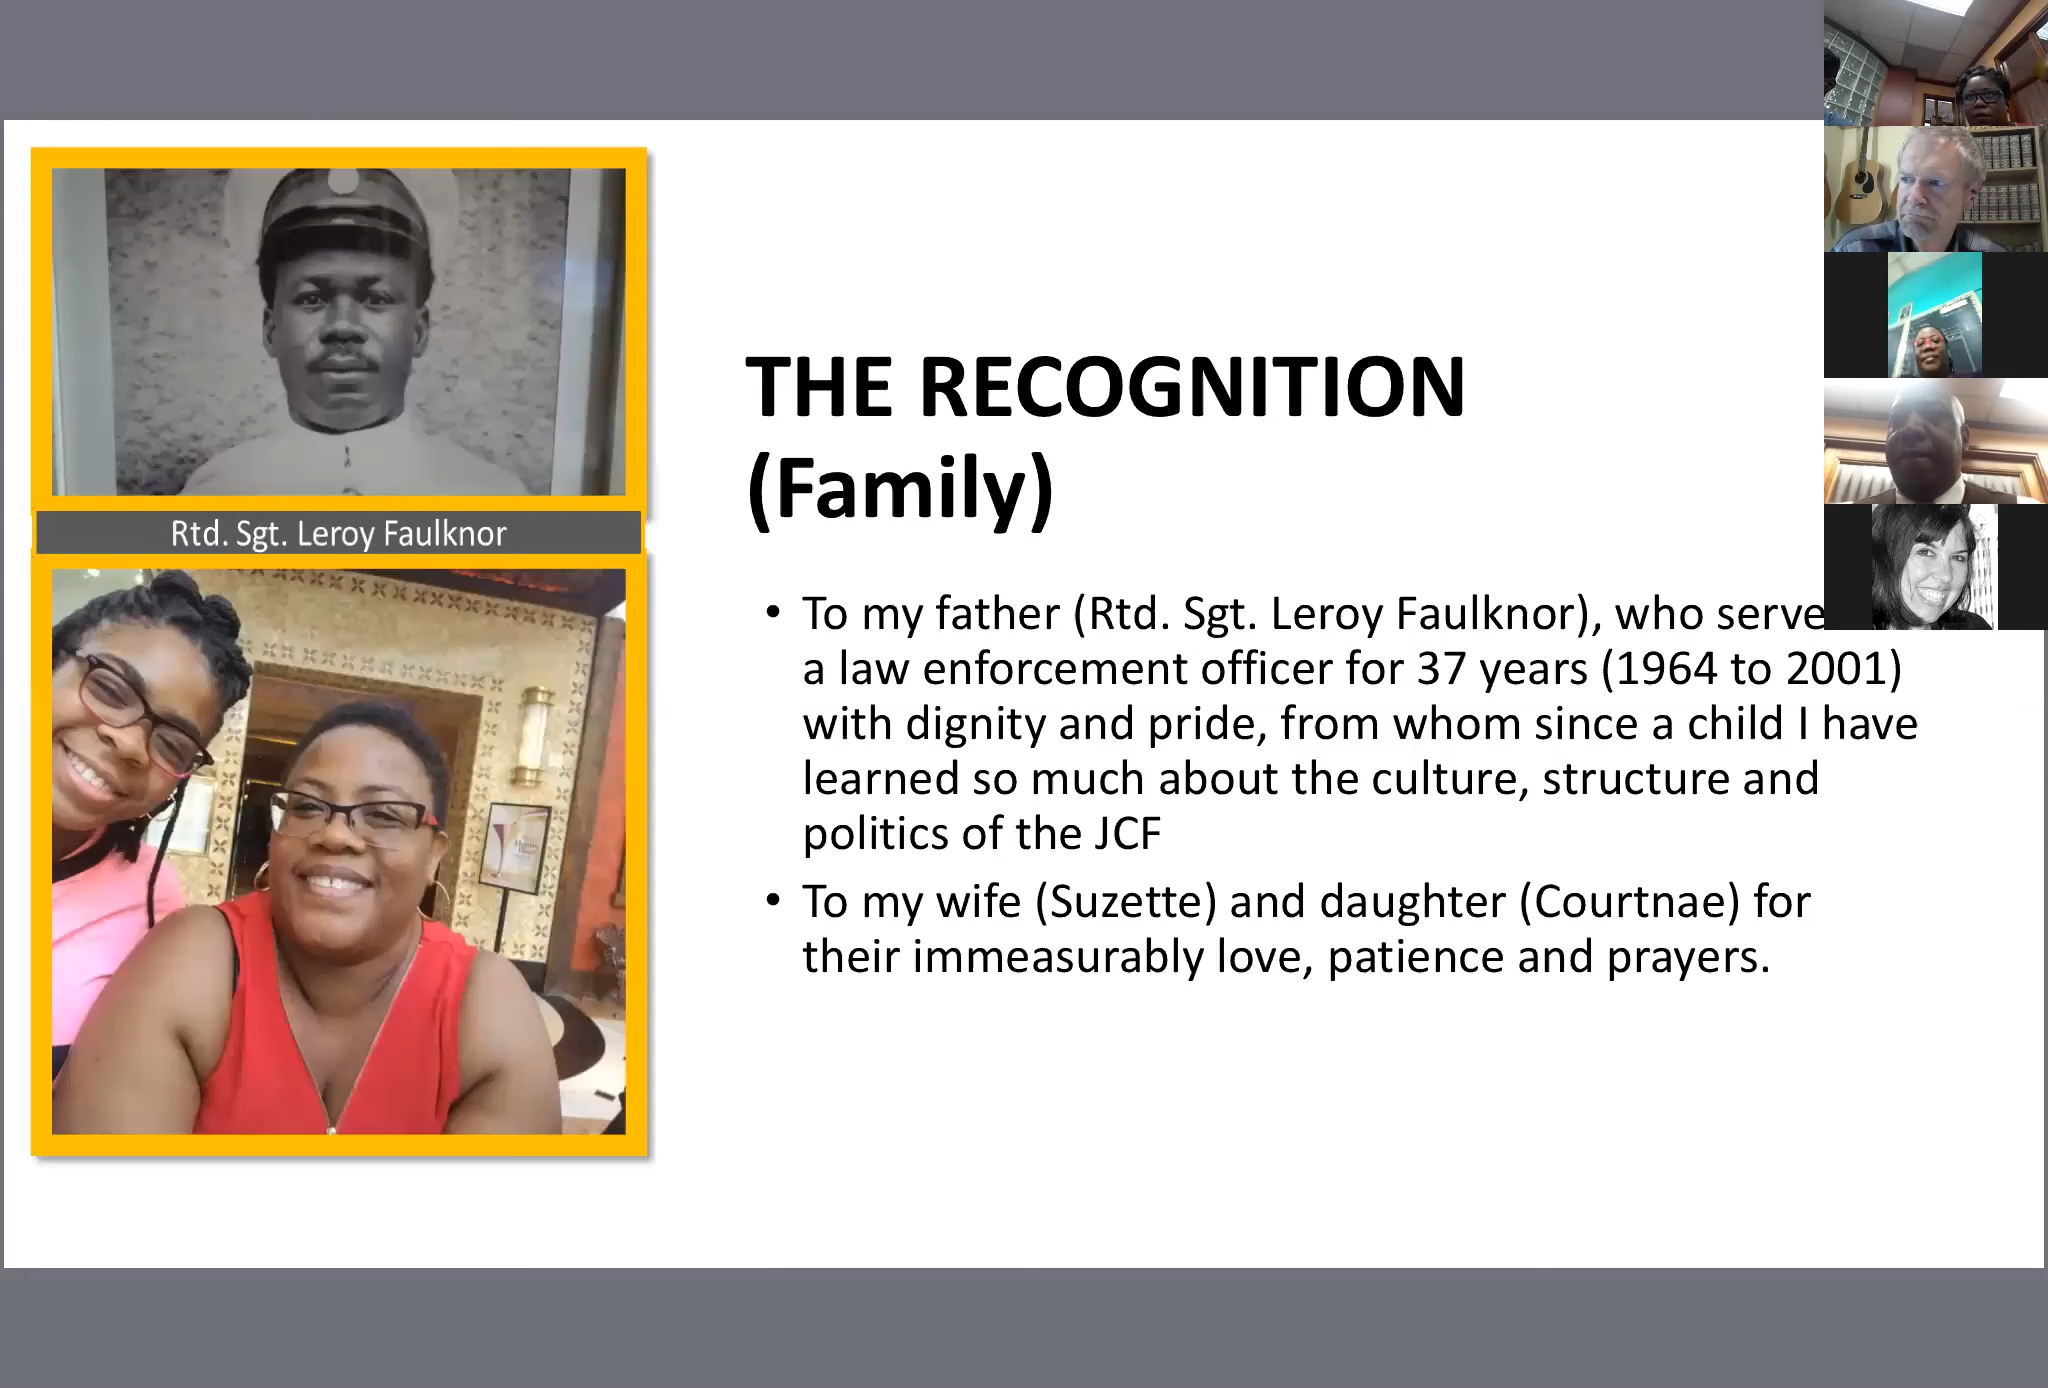 Rtd. Sgt. Leroy Faulknor
THE RECOGNITION
(Family)
• To my father (Rtd. Sgt. Leroy Faulknor), who serve
a law enforcement officer for 37 years (1964 to 2001)
with dignity and pride, from whom since a child I have
learned so much about the culture, structure and
politics of the JCF
• To my wife (Suzette) and daughter (Courtnae) for
their immeasurably love, patience and prayers.